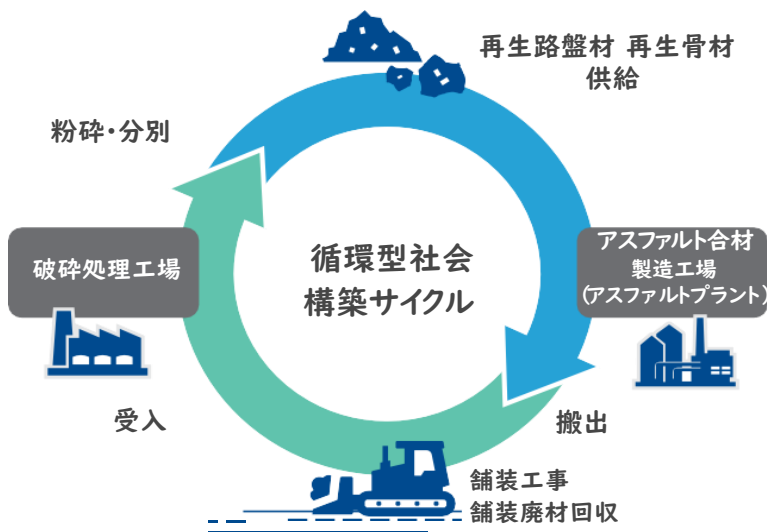 再生路盤材 再生骨材
供給
粉砕・分別
アスファルト合材
製造工場
(アスファルトプラント)
破砕処理工場
循環型社会
構築サイクル
受入
搬出
舗装工事
舗装廃材回収